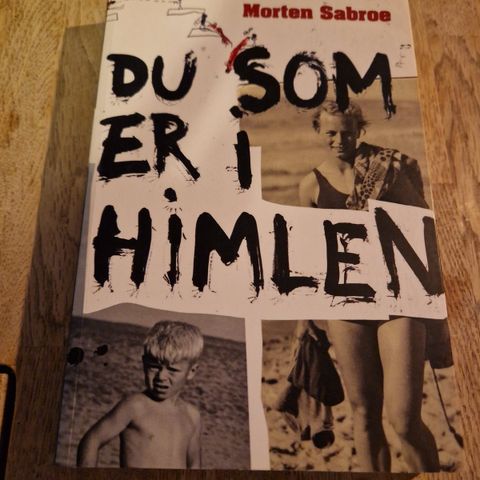 Morten Sabroe
DU SOM
ER i
HiMLEN